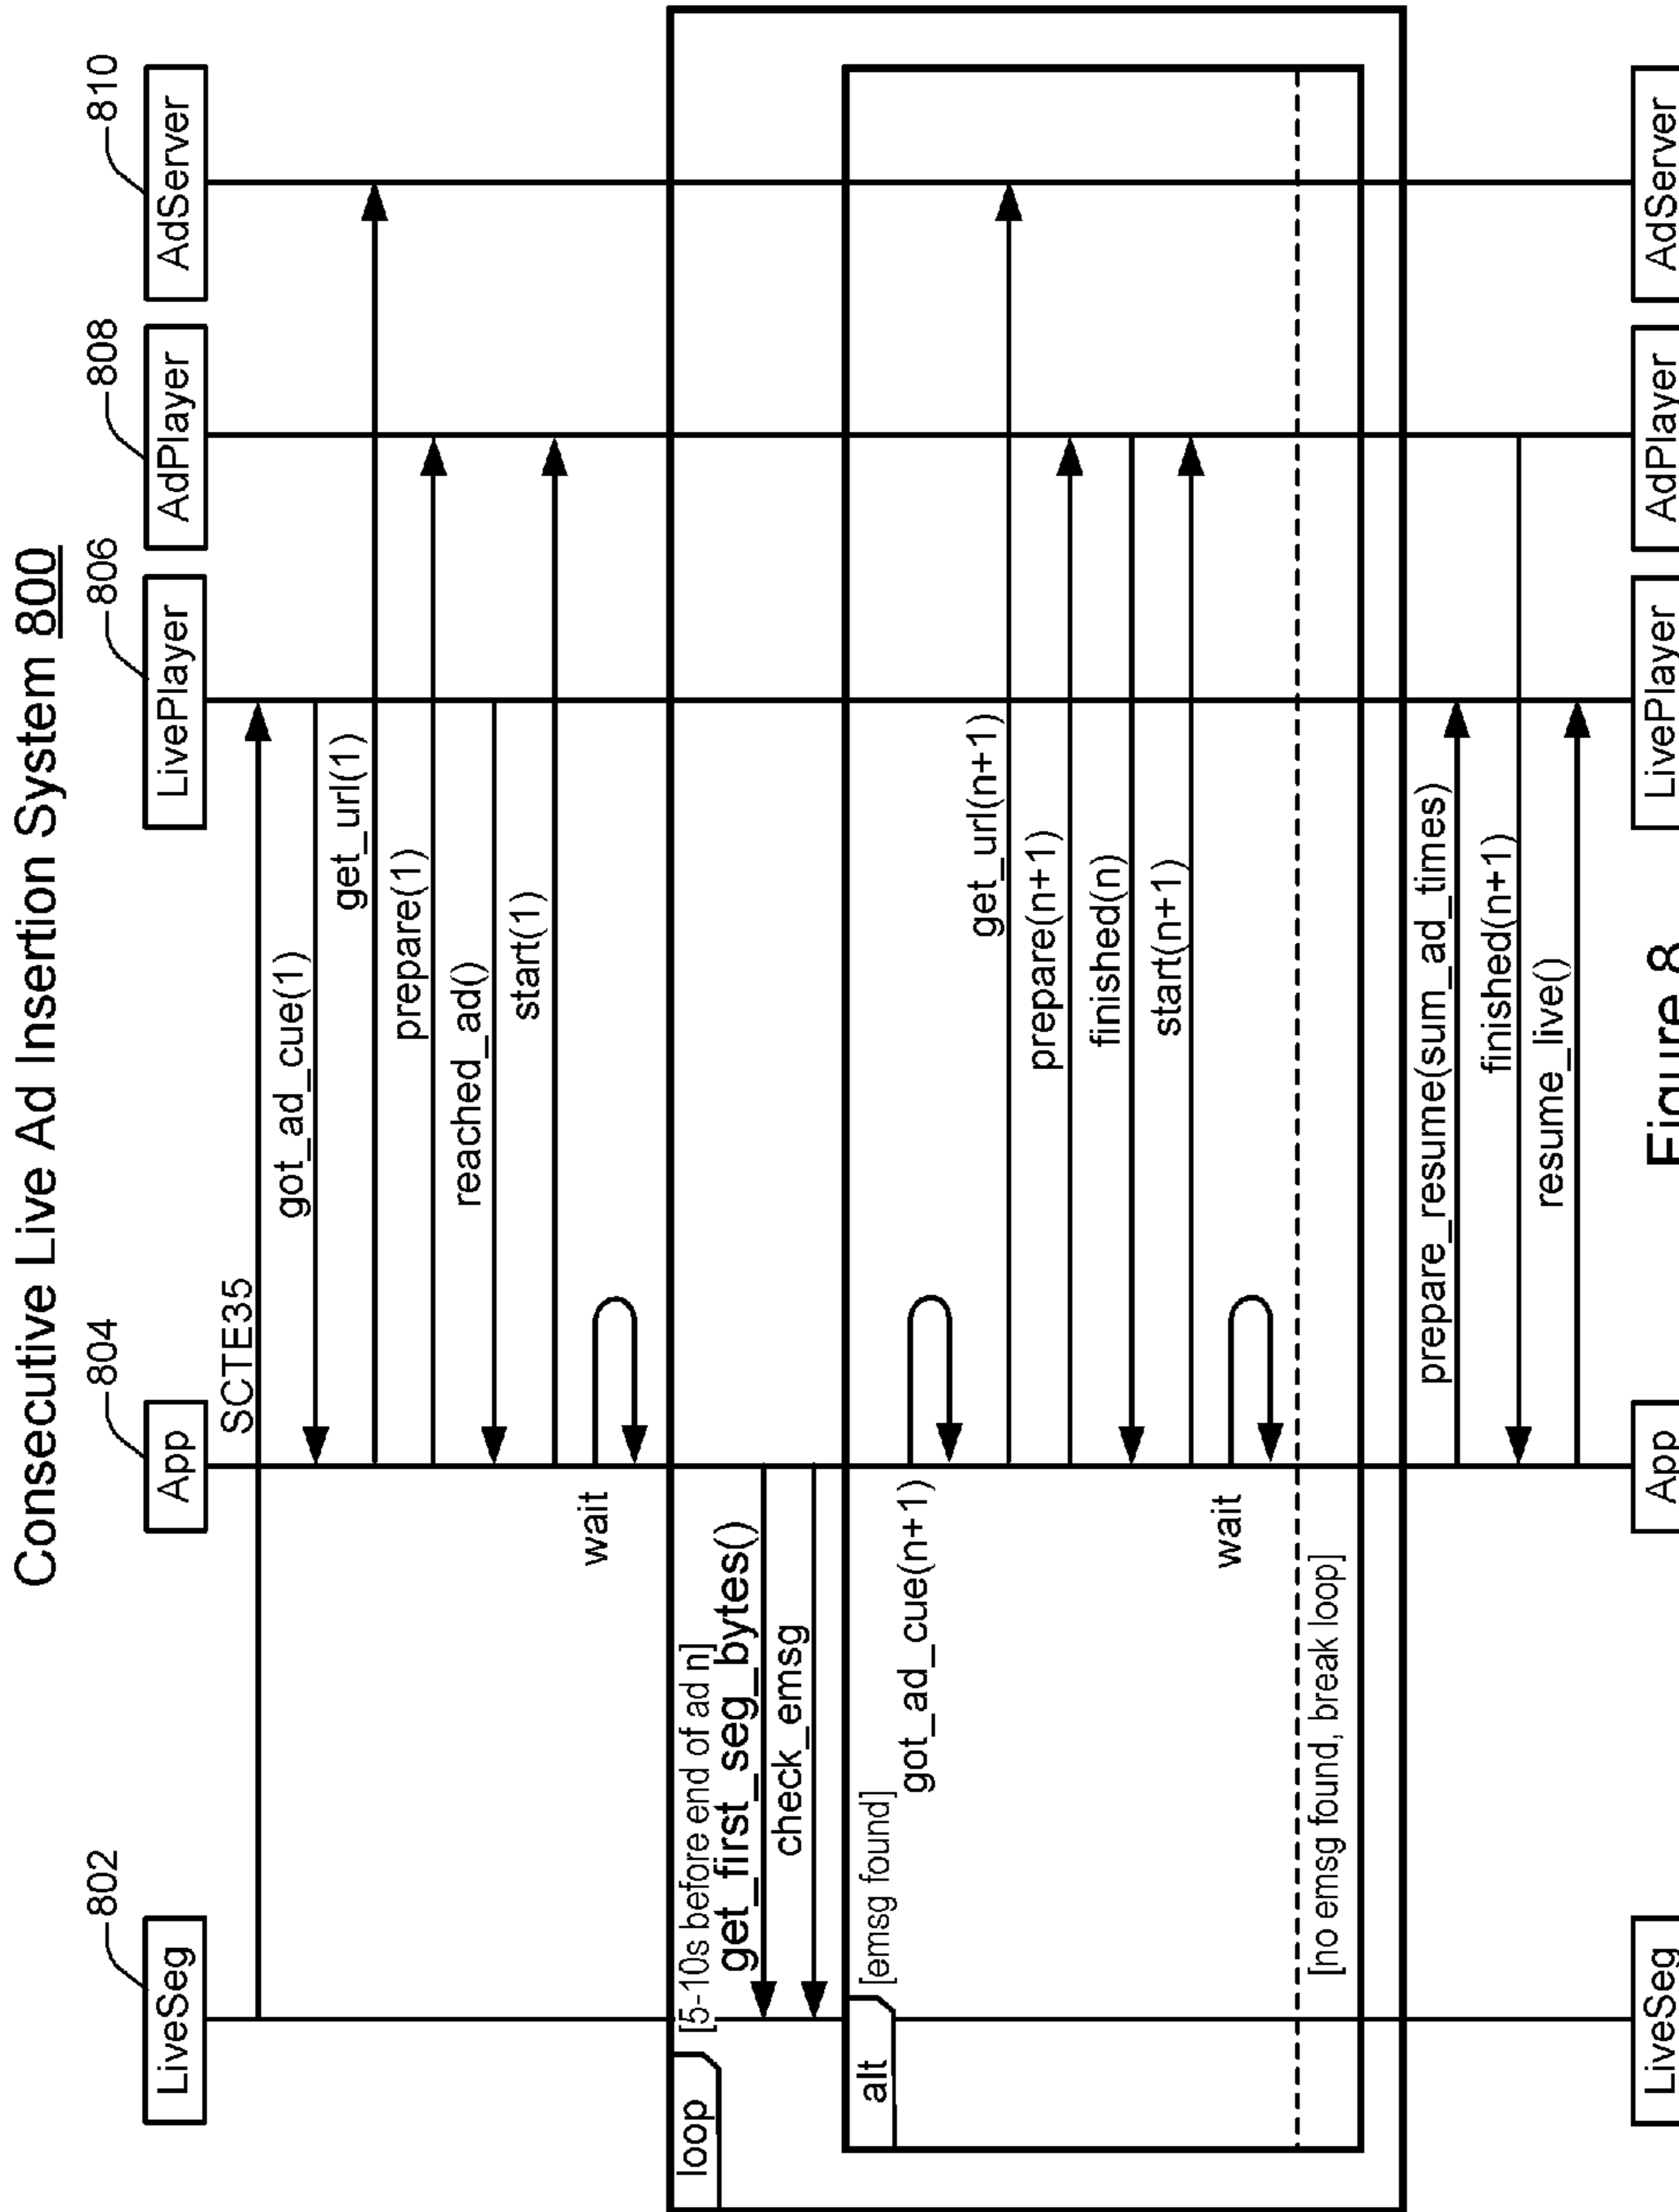 Consecutive Live Ad Insertion System 800
802
804
806
808
810
LiveSeg
App
LivePlayer
AdPlayer
AdServer
SCTE35
got_ad_cue(1)
get_url(1)
prepare(1)
reached_ad()
start(1)
wait
loop
[5-10s before end of ad n]
get_first_seg_bytes()
check_emsg
alt
[emsg found]
got_ad_cue(n+1)
get_url(n+1)
prepare(n+1)
finished(n)
start(n+1)
wait
[no emsg found, break loop]
prepare_resume(sum_ad_times)
finished(n+1)
resume_live()
LiveSeg
App
LivePlayer
AdPlayer
AdServer
Figure 8